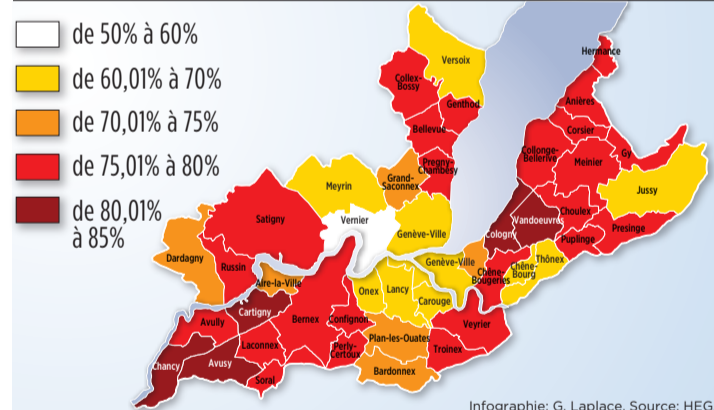 de 50% à 60%
de 60,01% à 70%
de 70,01% à 75%
de 75,01% à 80%
de 80,01%
à 85%
Versoix
Hermance
Collex-
Bossy
Genthod
Anières
Bellevue
Corsier
Collonge-
Bellerive
Gy
Meinier
Pregny-
Chambésy
Grand-
Saconnex
Meyrin
Jussy
Choulex
Satigny
Vernier
Vandoeuvres
Presinge
Genève-Ville
Cologny
Puplinge
Dardagny
Genève-Ville
Thônex
Russin
Chêne-
Bourg
Chêne-
Bougeries
Aire-la-Ville
Onex
Lancy
Carouge
Cartigny
Avully
Bernex
Confignon
Veyrier
Plan-les-Ouates
Laconnex
Perly-
Certoux
Troinex
Chancy
Avusy
Bardonnex
Soral
Infographie: G. Laplace. Source: HEG